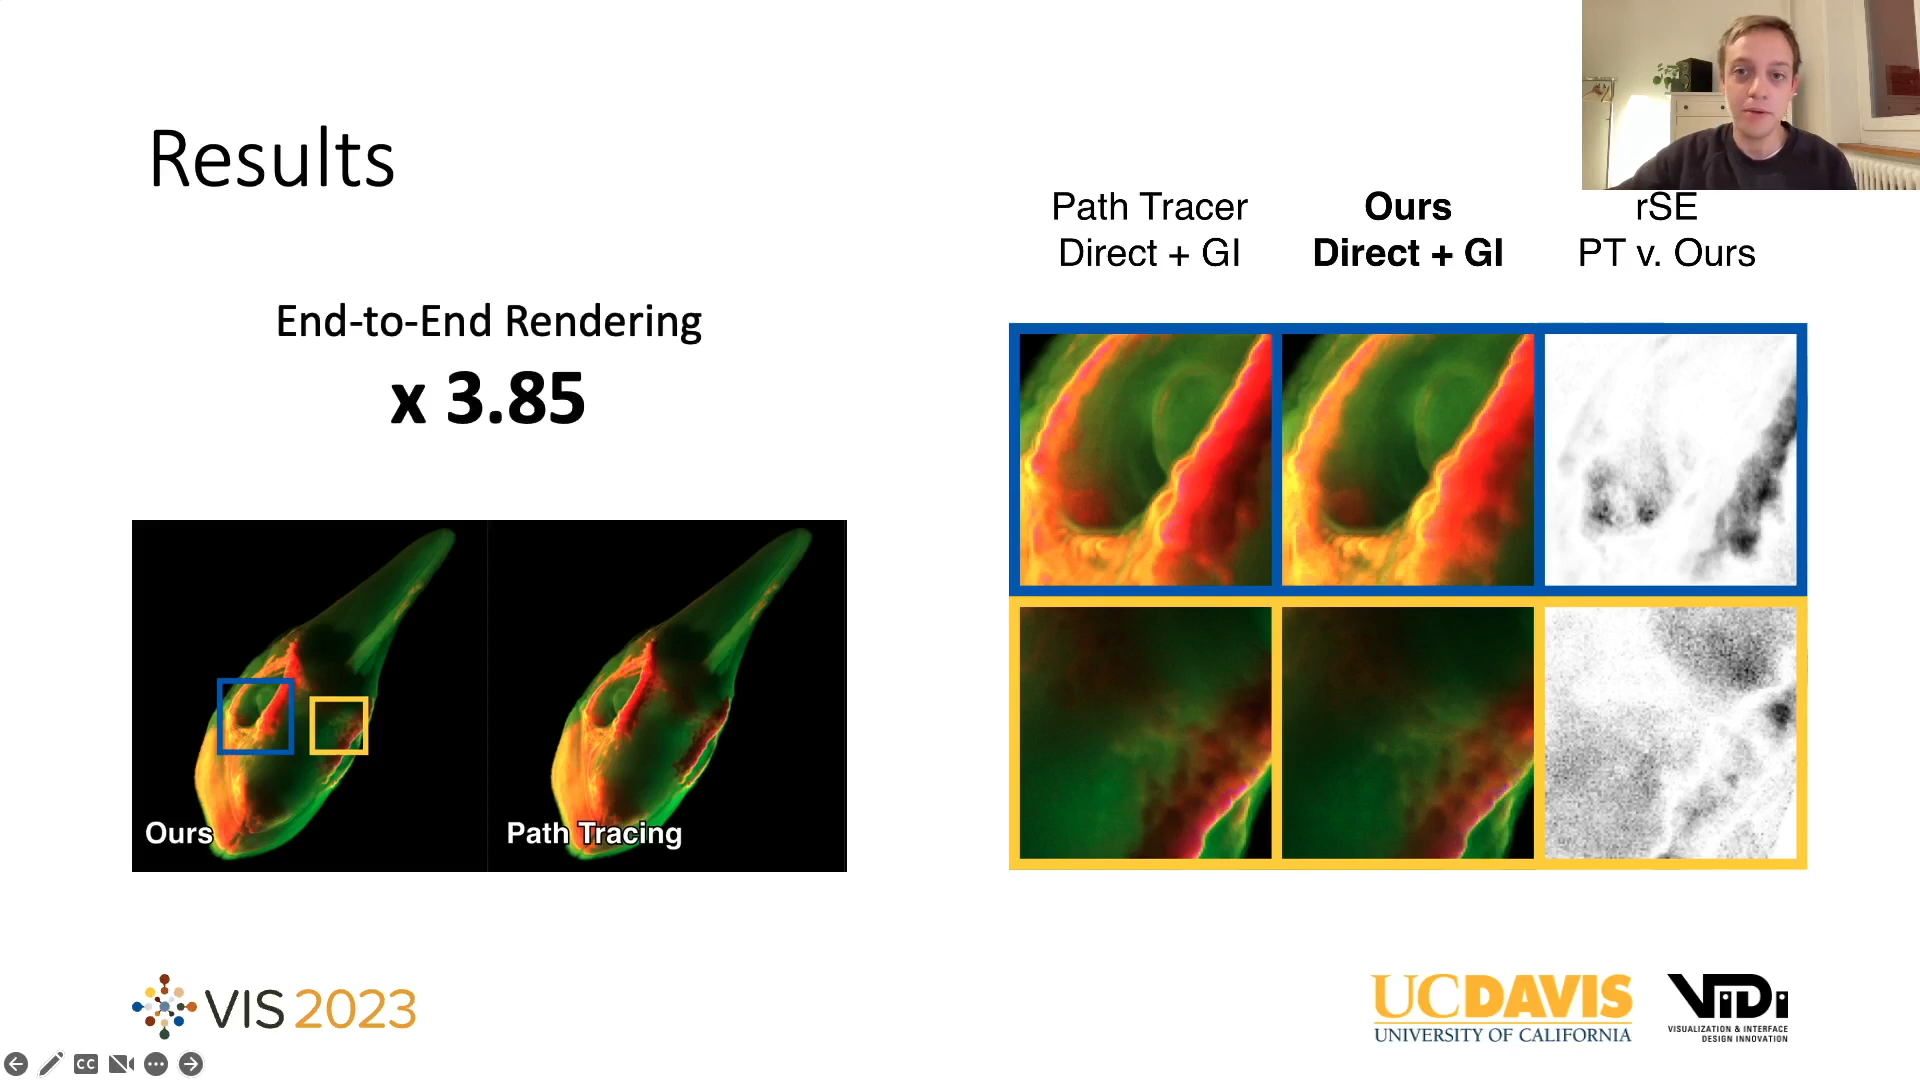 Results
End-to-End Rendering
x 3.85
Ours
Path Tracing
Path Tracer
Direct + GI
Ours
Direct + GI
rSE
PT v. Ours
VIS 2023
UCDAVIS
UNIVERSITY OF CALIFORNIA
ViDi
VISUALIZATION & INTERFACE
DESIGN INNOVATION
CC